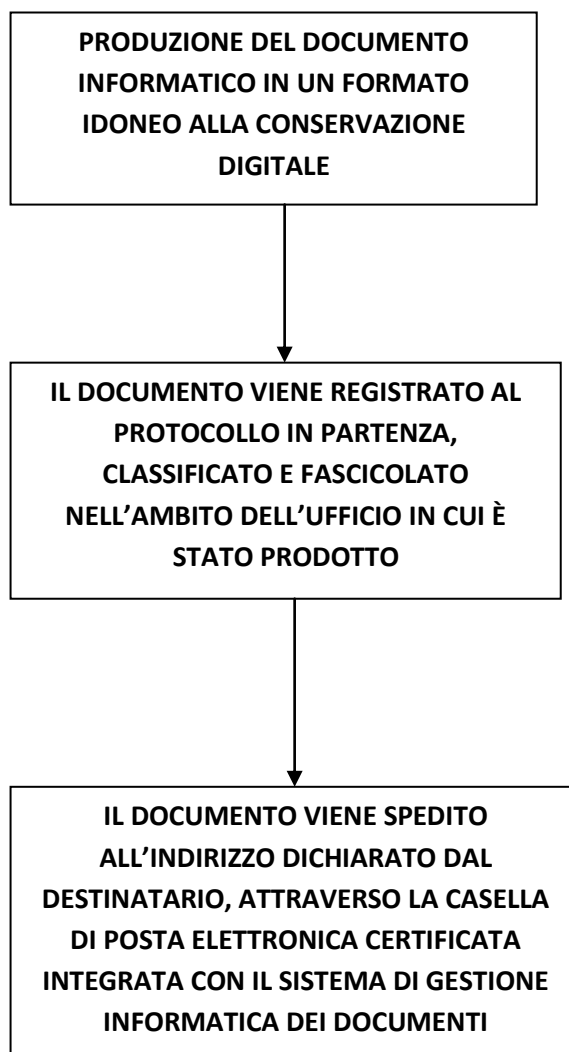 PRODUZIONE DEL DOCUMENTO
INFORMATICO IN UN FORMATO
IDONEO ALLA CONSERVAZIONE
DIGITALE
IL DOCUMENTO VIENE REGISTRATO AL
PROTOCOLLO IN PARTENZA,
CLASSIFICATO E FASCICOLATO
NELL’AMBITO DELL’UFFICIO IN CUI È
STATO PRODOTTO
IL DOCUMENTO VIENE SPEDITO
ALL’INDIRIZZO DICHIARATO DAL
DESTINATARIO, ATTRAVERSO LA CASELLA
DI POSTA ELETTRONICA CERTIFICATA
INTEGRATA CON IL SISTEMA DI GESTIONE
INFORMATICA DEI DOCUMENTI